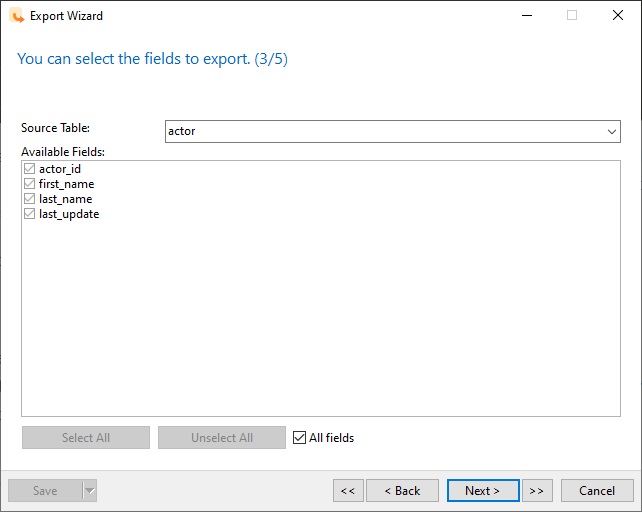 Export Wizard
You can select the fields to export. (3/5)
Source Table:
actor
Available Fields:
actor_id
first_name
last_name
last_update
Select All
Unselect All
All fields
Save
<<
< Back
Next >
>>
Cancel